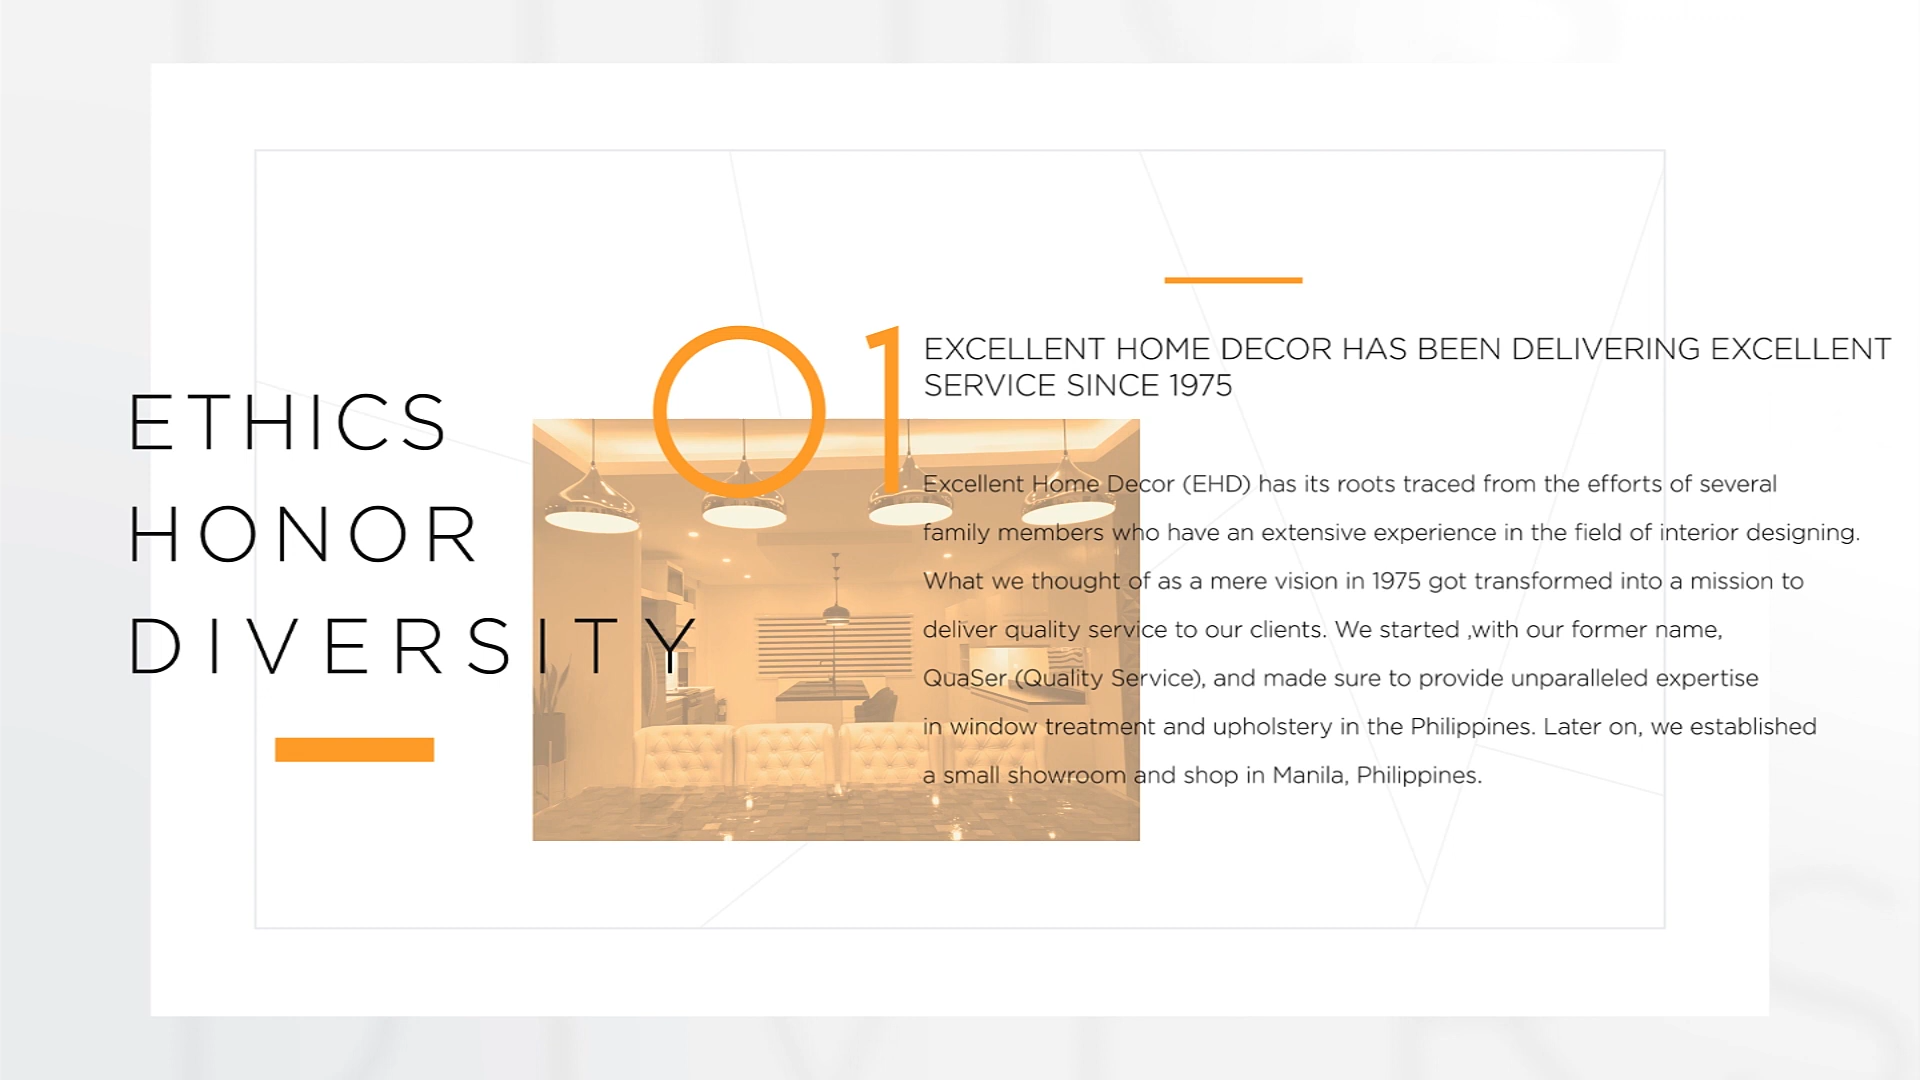 ETHICS
HONOR
DIVERSITY
01
EXCELLENT HOME DECOR HAS BEEN DELIVERING EXCELLENT
SERVICE SINCE 1975
Excellent Home Decor (EHD) has its roots traced from the efforts of several
family members who have an extensive experience in the field of interior designing.
What we thought of as a mere vision in 1975 got transformed into a mission to
deliver quality service to our clients. We started ,with our former name,
QuaSer (Quality Service), and made sure to provide unparalleled expertise
in window treatment and upholstery in the Philippines. Later on, we established
a small showroom and shop in Manila, Philippines.